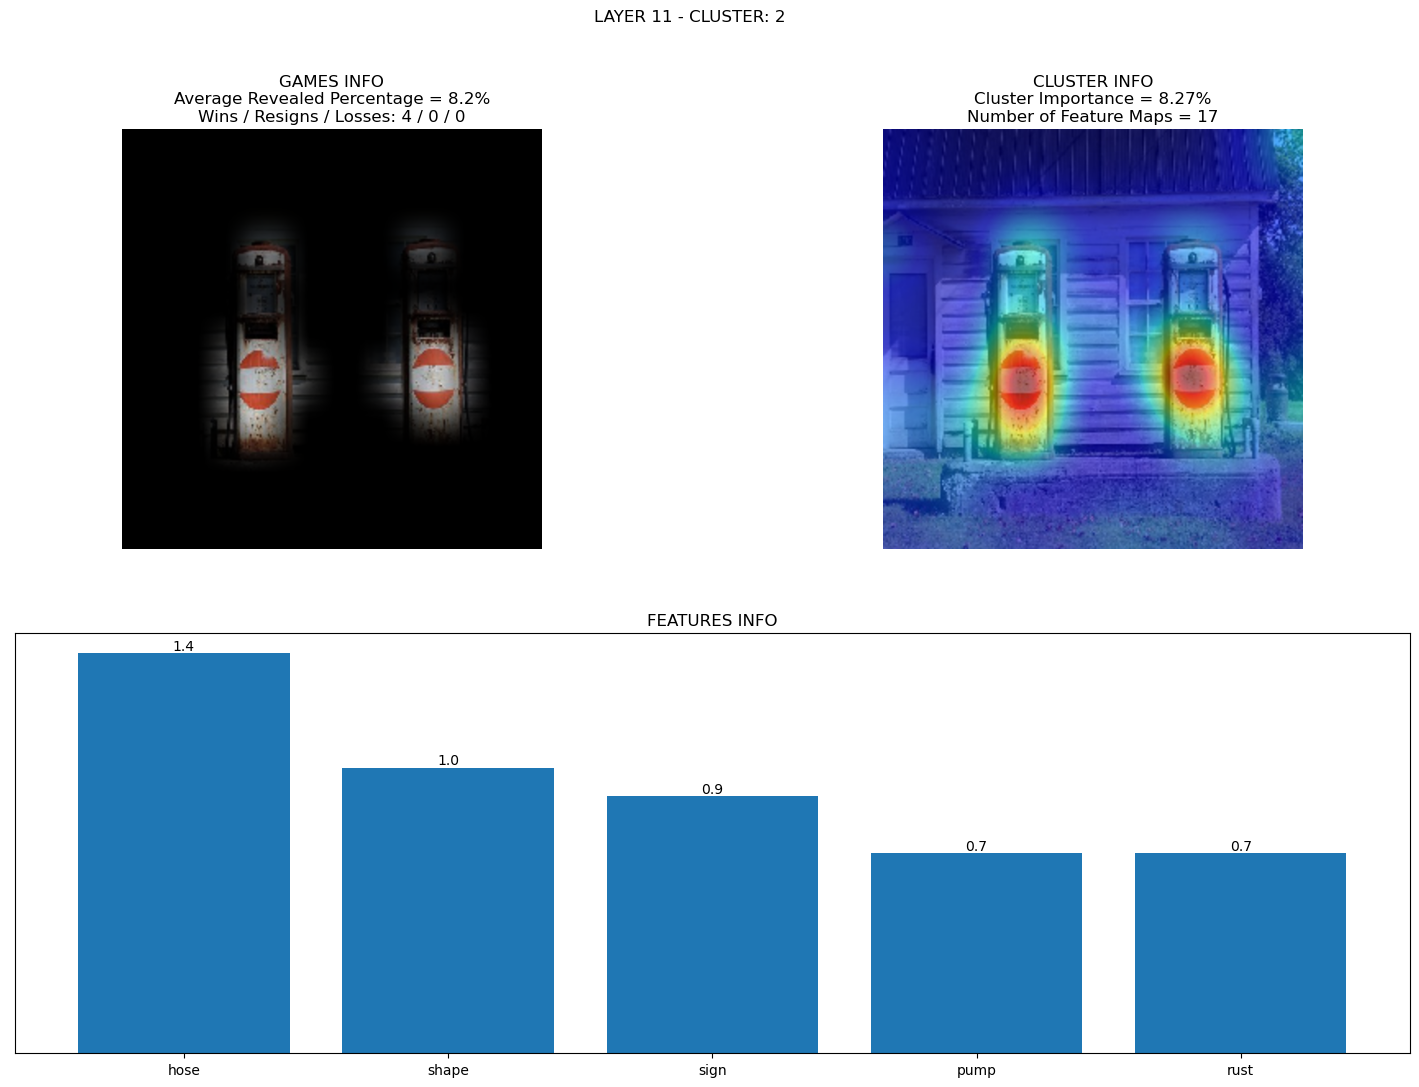 LAYER 11 - CLUSTER: 2
GAMES INFO
Average Revealed Percentage = 8.2%
Wins / Resigns / Losses: 4 / 0 / 0
CLUSTER INFO
Cluster Importance = 8.27%
Number of Feature Maps = 17
FEATURES INFO
1.4
1.0
0.9
0.7
0.7
hose
shape
sign
pump
rust